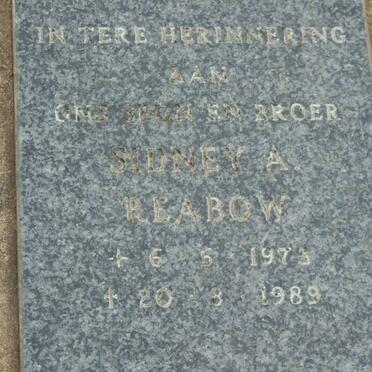 IN TERE HERINNERING
AAN
ONS SEUN EN BROER
SIDNEY A.
REABOW
+ 6 · 5 · 1973
† 20 · 8 · 1989